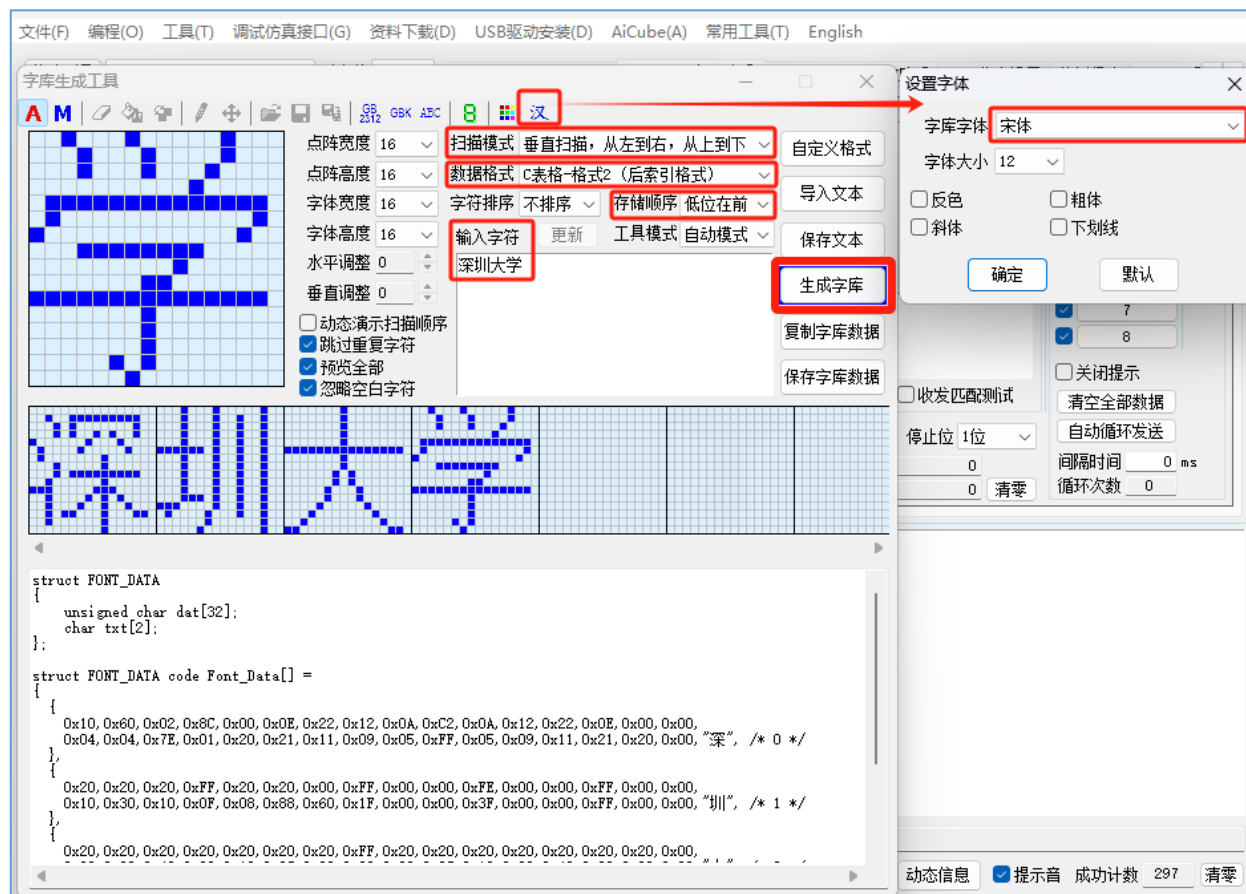 文件(F) 编程(O) 工具(T) 调试仿真接口(G) 资料下载(D) USB驱动安装(D) AiCube(A) 常用工具(T) English
字库生成工具
A M GB2312 GBK ABC 8 汉
点阵宽度 16
点阵高度 16
字体宽度 16
字体高度 16
水平调整 0
垂直调整 0
动态演示扫描顺序
跳过重复字符
预览全部
忽略空白字符
扫描模式 垂直扫描，从左到右，从上到下
数据格式 C表格-格式2（后索引格式）
字符排序 不排序 存储顺序 低位在前
输入字符 更新 工具模式 自动模式
深圳大学
自定义格式
导入文本
保存文本
生成字库
复制字库数据
保存字库数据
设置字体
字库字体 宋体
字体大小 12
反色 粗体
斜体 下划线
确定 默认
7
8
收发匹配测试
关闭提示
清空全部数据
停止位 1位
自动循环发送
0
间隔时间 0 ms
0 清零
循环次数 0
深圳大学
struct FONT_DATA
{
unsigned char dat[32];
char txt[2];
};
struct FONT_DATA code Font_Data[] =
{
{
0x10,0x60,0x02,0x8C,0x00,0x0E,0x22,0x12,0x0A,0xC2,0x0A,0x12,0x22,0x0E,0x00,0x00,
0x04,0x04,0x7E,0x01,0x20,0x21,0x11,0x09,0x05,0xFF,0x05,0x09,0x11,0x21,0x20,0x00,"深", /* 0 */
},
{
0x20,0x20,0x20,0xFF,0x20,0x20,0x00,0xFF,0x00,0x00,0xFE,0x00,0x00,0xFF,0x00,0x00,
0x10,0x30,0x10,0x0F,0x08,0x88,0x60,0x1F,0x00,0x00,0x3F,0x00,0x00,0xFF,0x00,0x00,"圳", /* 1 */
},
{
0x20,0x20,0x20,0x20,0x20,0x20,0x20,0xFF,0x20,0x20,0x20,0x20,0x20,0x20,0x20,0x00,
动态信息 提示音 成功计数 297 清零